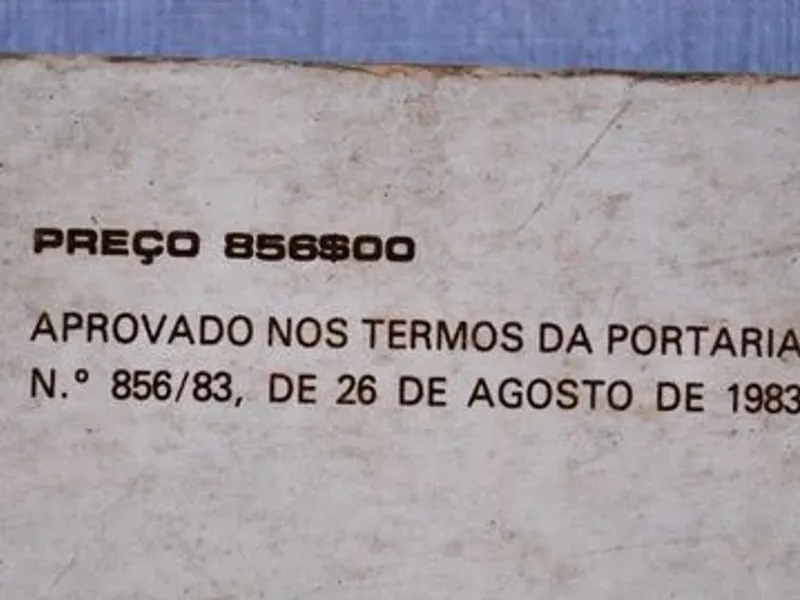 PREÇO 856$00
APROVADO NOS TERMOS DA PORTARIA
N.º 856/83, DE 26 DE AGOSTO DE 1983